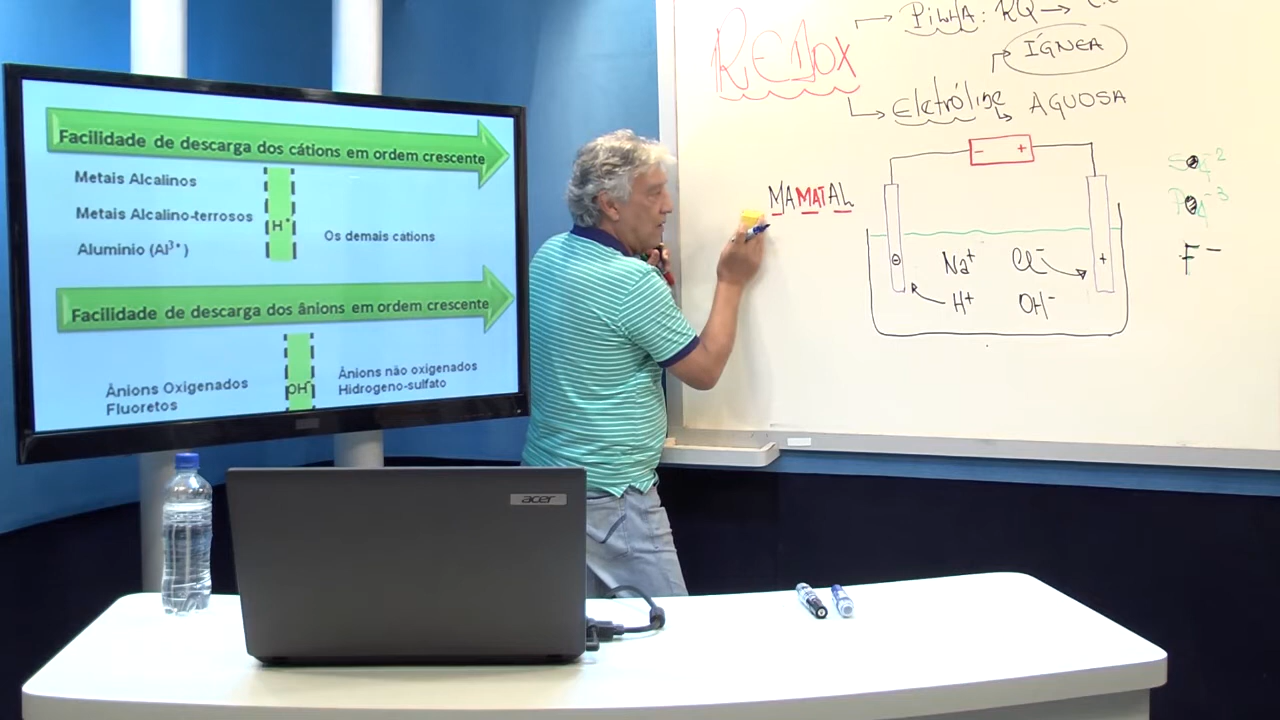 Facilidade de descarga dos cátions em ordem crescente
Metais Alcalinos
Metais Alcalino-terrosos
Aluminio (Al³⁺)
H⁺
Os demais cátions
Facilidade de descarga dos ânions em ordem crescente
Ânions Oxigenados
Fluoretos
OH⁻
Ânions não oxigenados
Hidrogeno-sulfato
acer
REDOX
PILHA: RQ →
ÍGNEA
Eletrólise
AQUOSA
MAMATAL
- +
Na⁺ Cl⁻
H⁺ OH⁻
⊖
+
F⁻